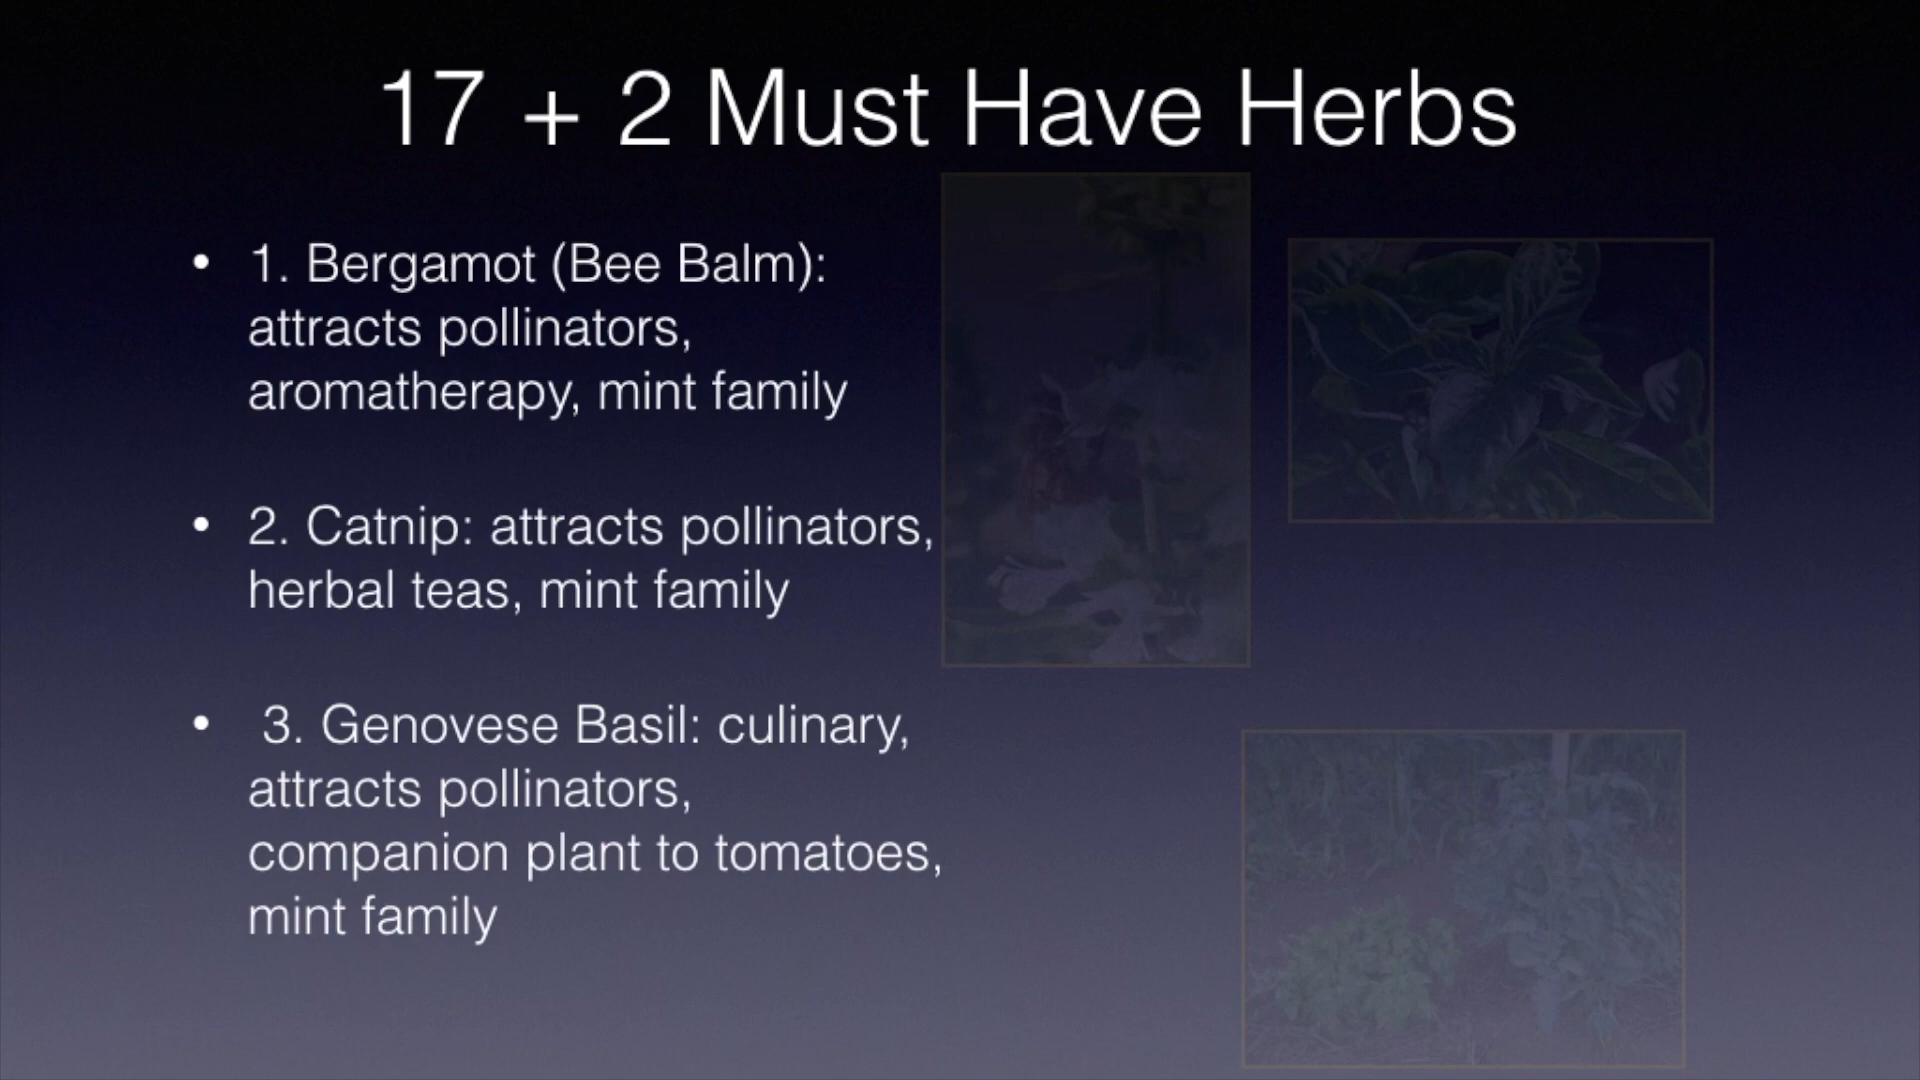 17 + 2 Must Have Herbs
• 1. Bergamot (Bee Balm):
attracts pollinators,
aromatherapy, mint family
• 2. Catnip: attracts pollinators,
herbal teas, mint family
• 3. Genovese Basil: culinary,
attracts pollinators,
companion plant to tomatoes,
mint family